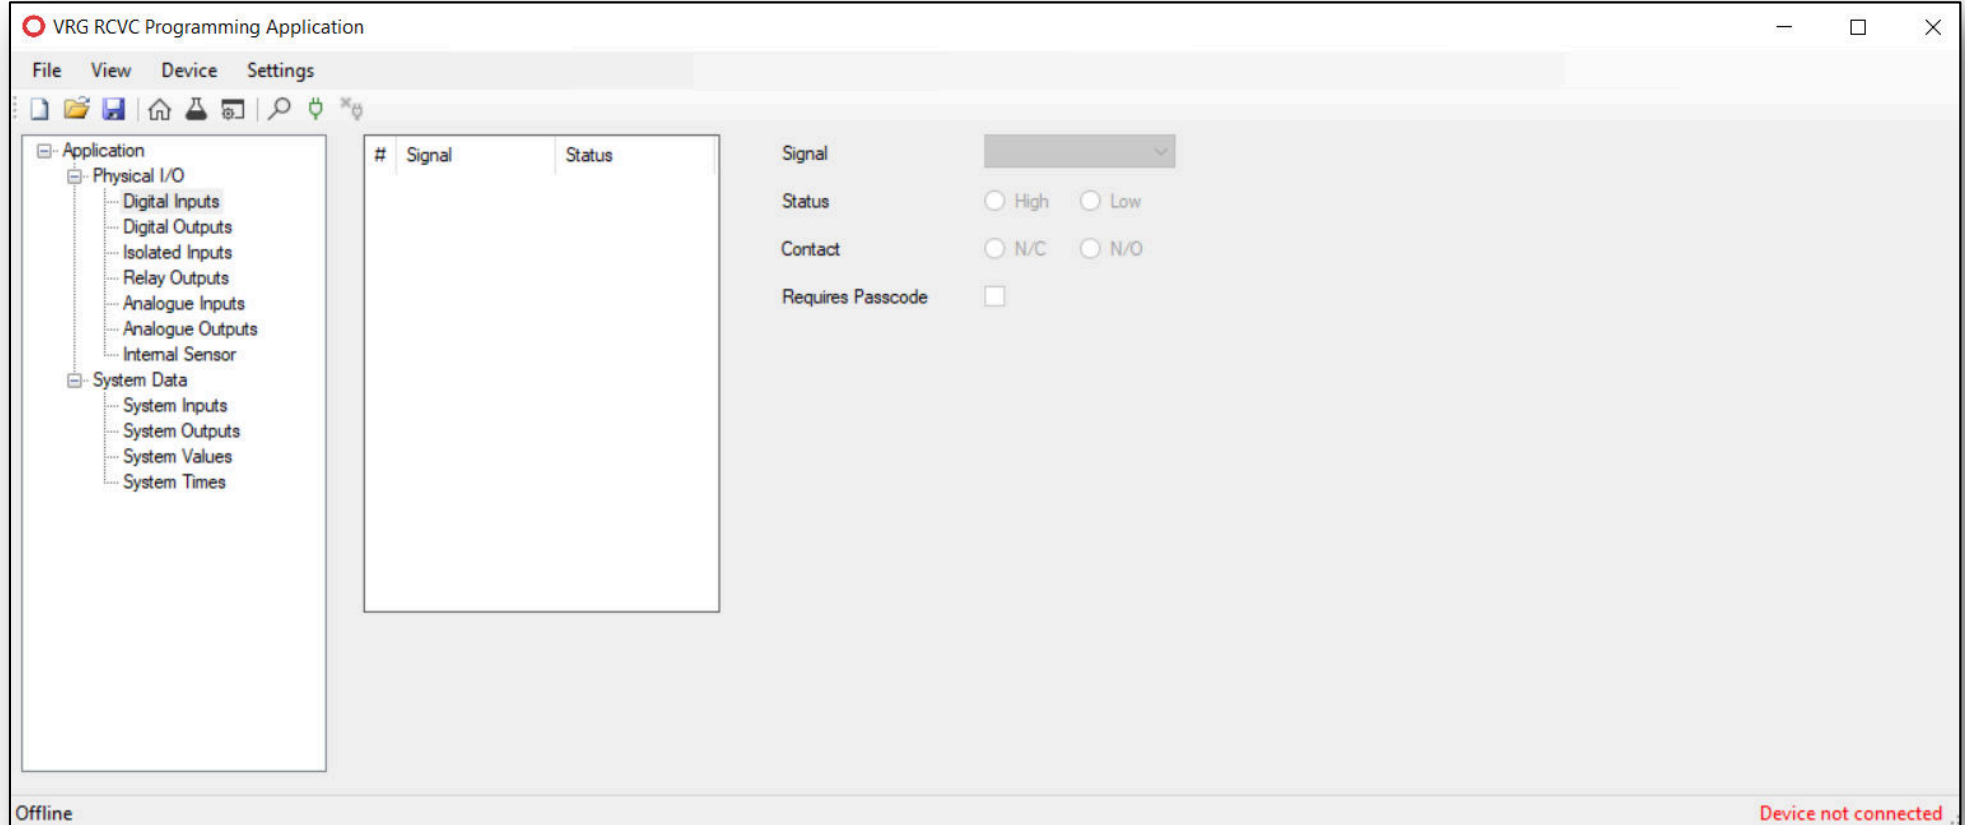 VRG RCVC Programming Application
File View Device Settings
Application
Physical I/O
Digital Inputs
Digital Outputs
Isolated Inputs
Relay Outputs
Analogue Inputs
Analogue Outputs
Internal Sensor
System Data
System Inputs
System Outputs
System Values
System Times
# Signal Status
Signal
Status High Low
Contact N/C N/O
Requires Passcode
Offline
Device not connected